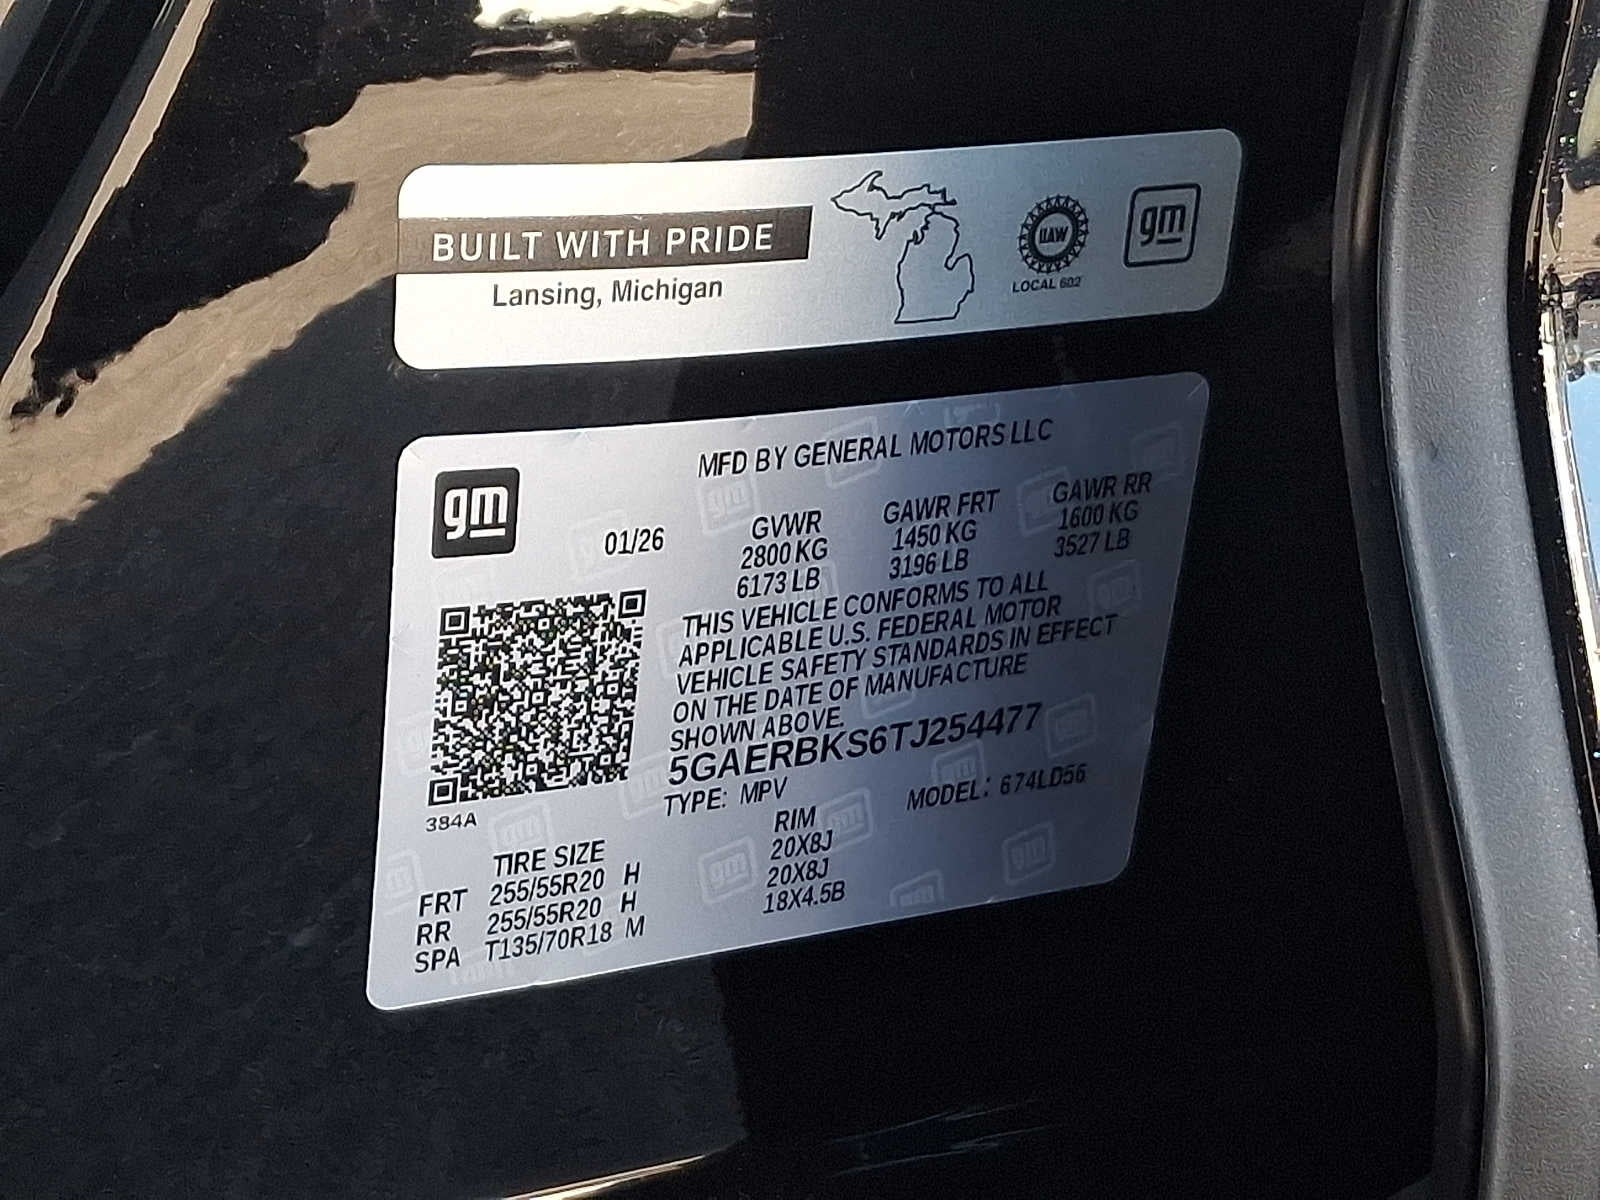 BUILT WITH PRIDE
Lansing, Michigan
UAW
LOCAL 602
gm
gm
MFD BY GENERAL MOTORS LLC
01/26
GVWR GAWR FRT GAWR RR
2800 KG 1450 KG 1600 KG
6173 LB 3196 LB 3527 LB
THIS VEHICLE CONFORMS TO ALL
APPLICABLE U.S. FEDERAL MOTOR
VEHICLE SAFETY STANDARDS IN EFFECT
ON THE DATE OF MANUFACTURE
SHOWN ABOVE.
5GAERBKS6TJ254477
TYPE: MPV MODEL: 674LD56
384A
TIRE SIZE RIM
FRT 255/55R20 H 20X8J
RR 255/55R20 H 20X8J
SPA T135/70R18 M 18X4.5B